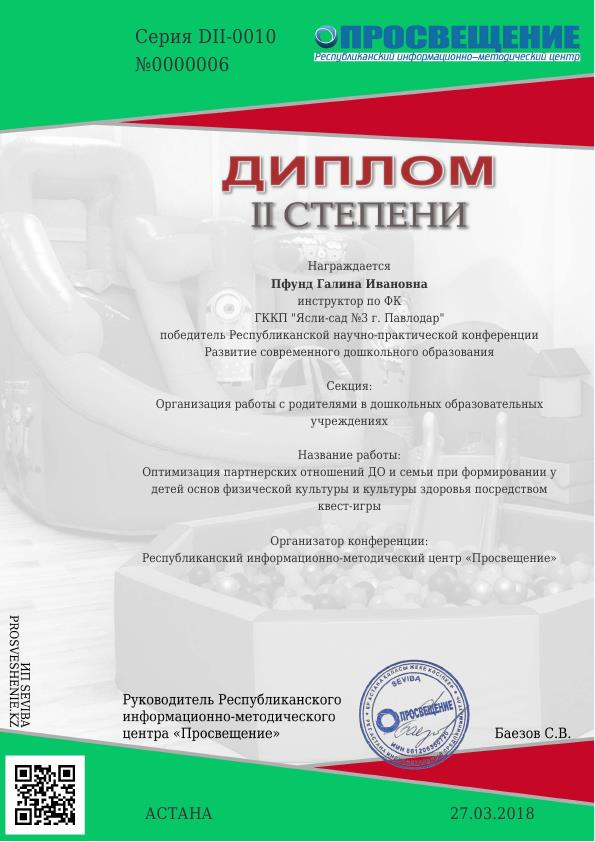 Серия DII-0010
№0000006
ПРОСВЕЩЕНИЕ
Республиканский информационно-методический центр
ДИПЛОМ
II СТЕПЕНИ
Награждается
Пфунд Галина Ивановна
инструктор по ФК
ГККП "Ясли-сад №3 г. Павлодар"
победитель Республиканской научно-практической конференции
Развитие современного дошкольного образования
Секция:
Организация работы с родителями в дошкольных образовательных
учреждениях
Название работы:
Оптимизация партнерских отношений ДО и семьи при формировании у
детей основ физической культуры и культуры здоровья посредством
квест-игры
Организатор конференции:
Республиканский информационно-методический центр «Просвещение»
ИП SEVIBA
PROSVESHENIE.KZ
Руководитель Республиканского
информационно-методического
центра «Просвещение»
SEVIBA
ПРОСВЕЩЕНИЕ
Баезов С.В.
АСТАНА
27.03.2018